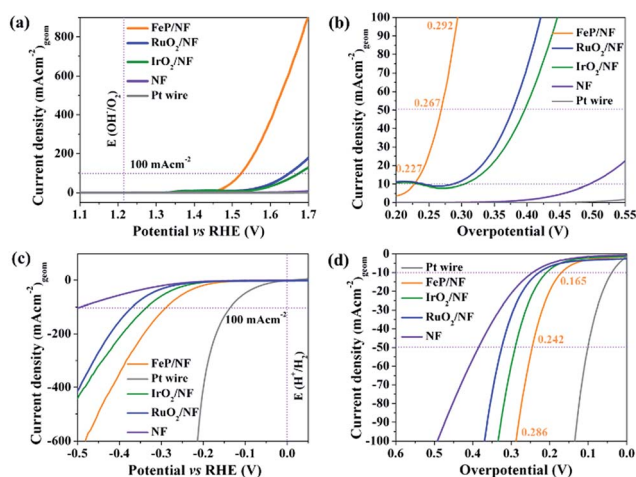 (a)
Current density (mAcm⁻²)geom
800
600
400
200
0
FeP/NF
RuO₂/NF
IrO₂/NF
NF
Pt wire
E (OH⁻/O₂)
100 mAcm⁻²
1.1 1.2 1.3 1.4 1.5 1.6 1.7
Potential vs RHE (V)
(b)
Current density (mAcm⁻²)geom
100
90
80
70
60
50
40
30
20
10
0
0.292
0.267
0.227
FeP/NF
RuO₂/NF
IrO₂/NF
NF
Pt wire
0.20 0.25 0.30 0.35 0.40 0.45 0.50 0.55
Overpotential (V)
(c)
Current density (mAcm⁻²)geom
0
-200
-400
-600
100 mAcm⁻²
FeP/NF
Pt wire
IrO₂/NF
RuO₂/NF
NF
E (H⁺/H₂)
-0.5 -0.4 -0.3 -0.2 -0.1 0.0
Potential vs RHE (V)
(d)
Current density (mAcm⁻²)geom
0
-10
-20
-30
-40
-50
-60
-70
-80
-90
-100
Pt wire
FeP/NF
IrO₂/NF
RuO₂/NF
NF
0.165
0.242
0.286
0.6 0.5 0.4 0.3 0.2 0.1 0.0
Overpotential (V)